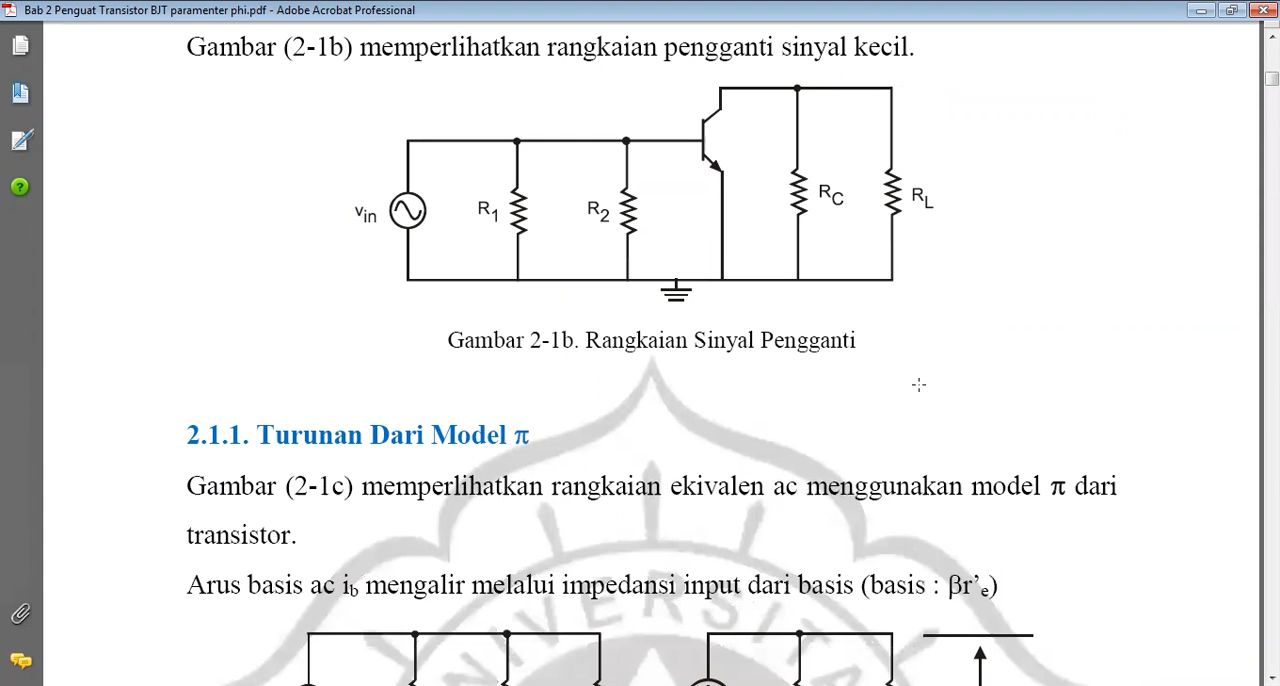 Bab 2 Penguat Transistor BJT paramenter phi.pdf - Adobe Acrobat Professional
Gambar (2-1b) memperlihatkan rangkaian pengganti sinyal kecil.
vin
R1
R2
RC
RL
Gambar 2-1b. Rangkaian Sinyal Pengganti
2.1.1. Turunan Dari Model π
Gambar (2-1c) memperlihatkan rangkaian ekivalen ac menggunakan model π dari
transistor.
Arus basis ac ib mengalir melalui impedansi input dari basis (basis : βr’e)
UNIVERSITA